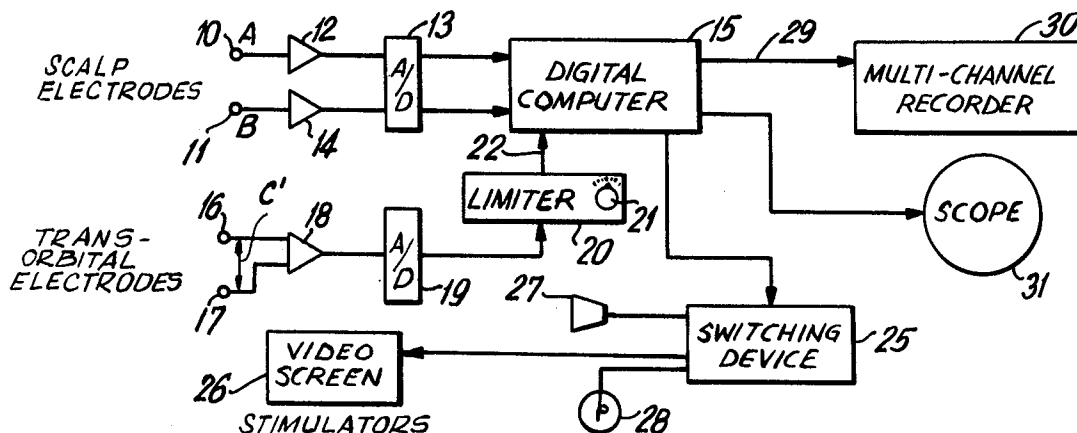 10 A 12 13 15 29 30
SCALP
ELECTRODES
A/D
DIGITAL
COMPUTER
MULTI-CHANNEL
RECORDER
11 B 14 22
LIMITER 21
20
SCOPE
31
16 C' 18
TRANS-
ORBITAL
ELECTRODES
A/D
17 19
27
SWITCHING
DEVICE
25
VIDEO
SCREEN
26
P
28
STIMULATORS